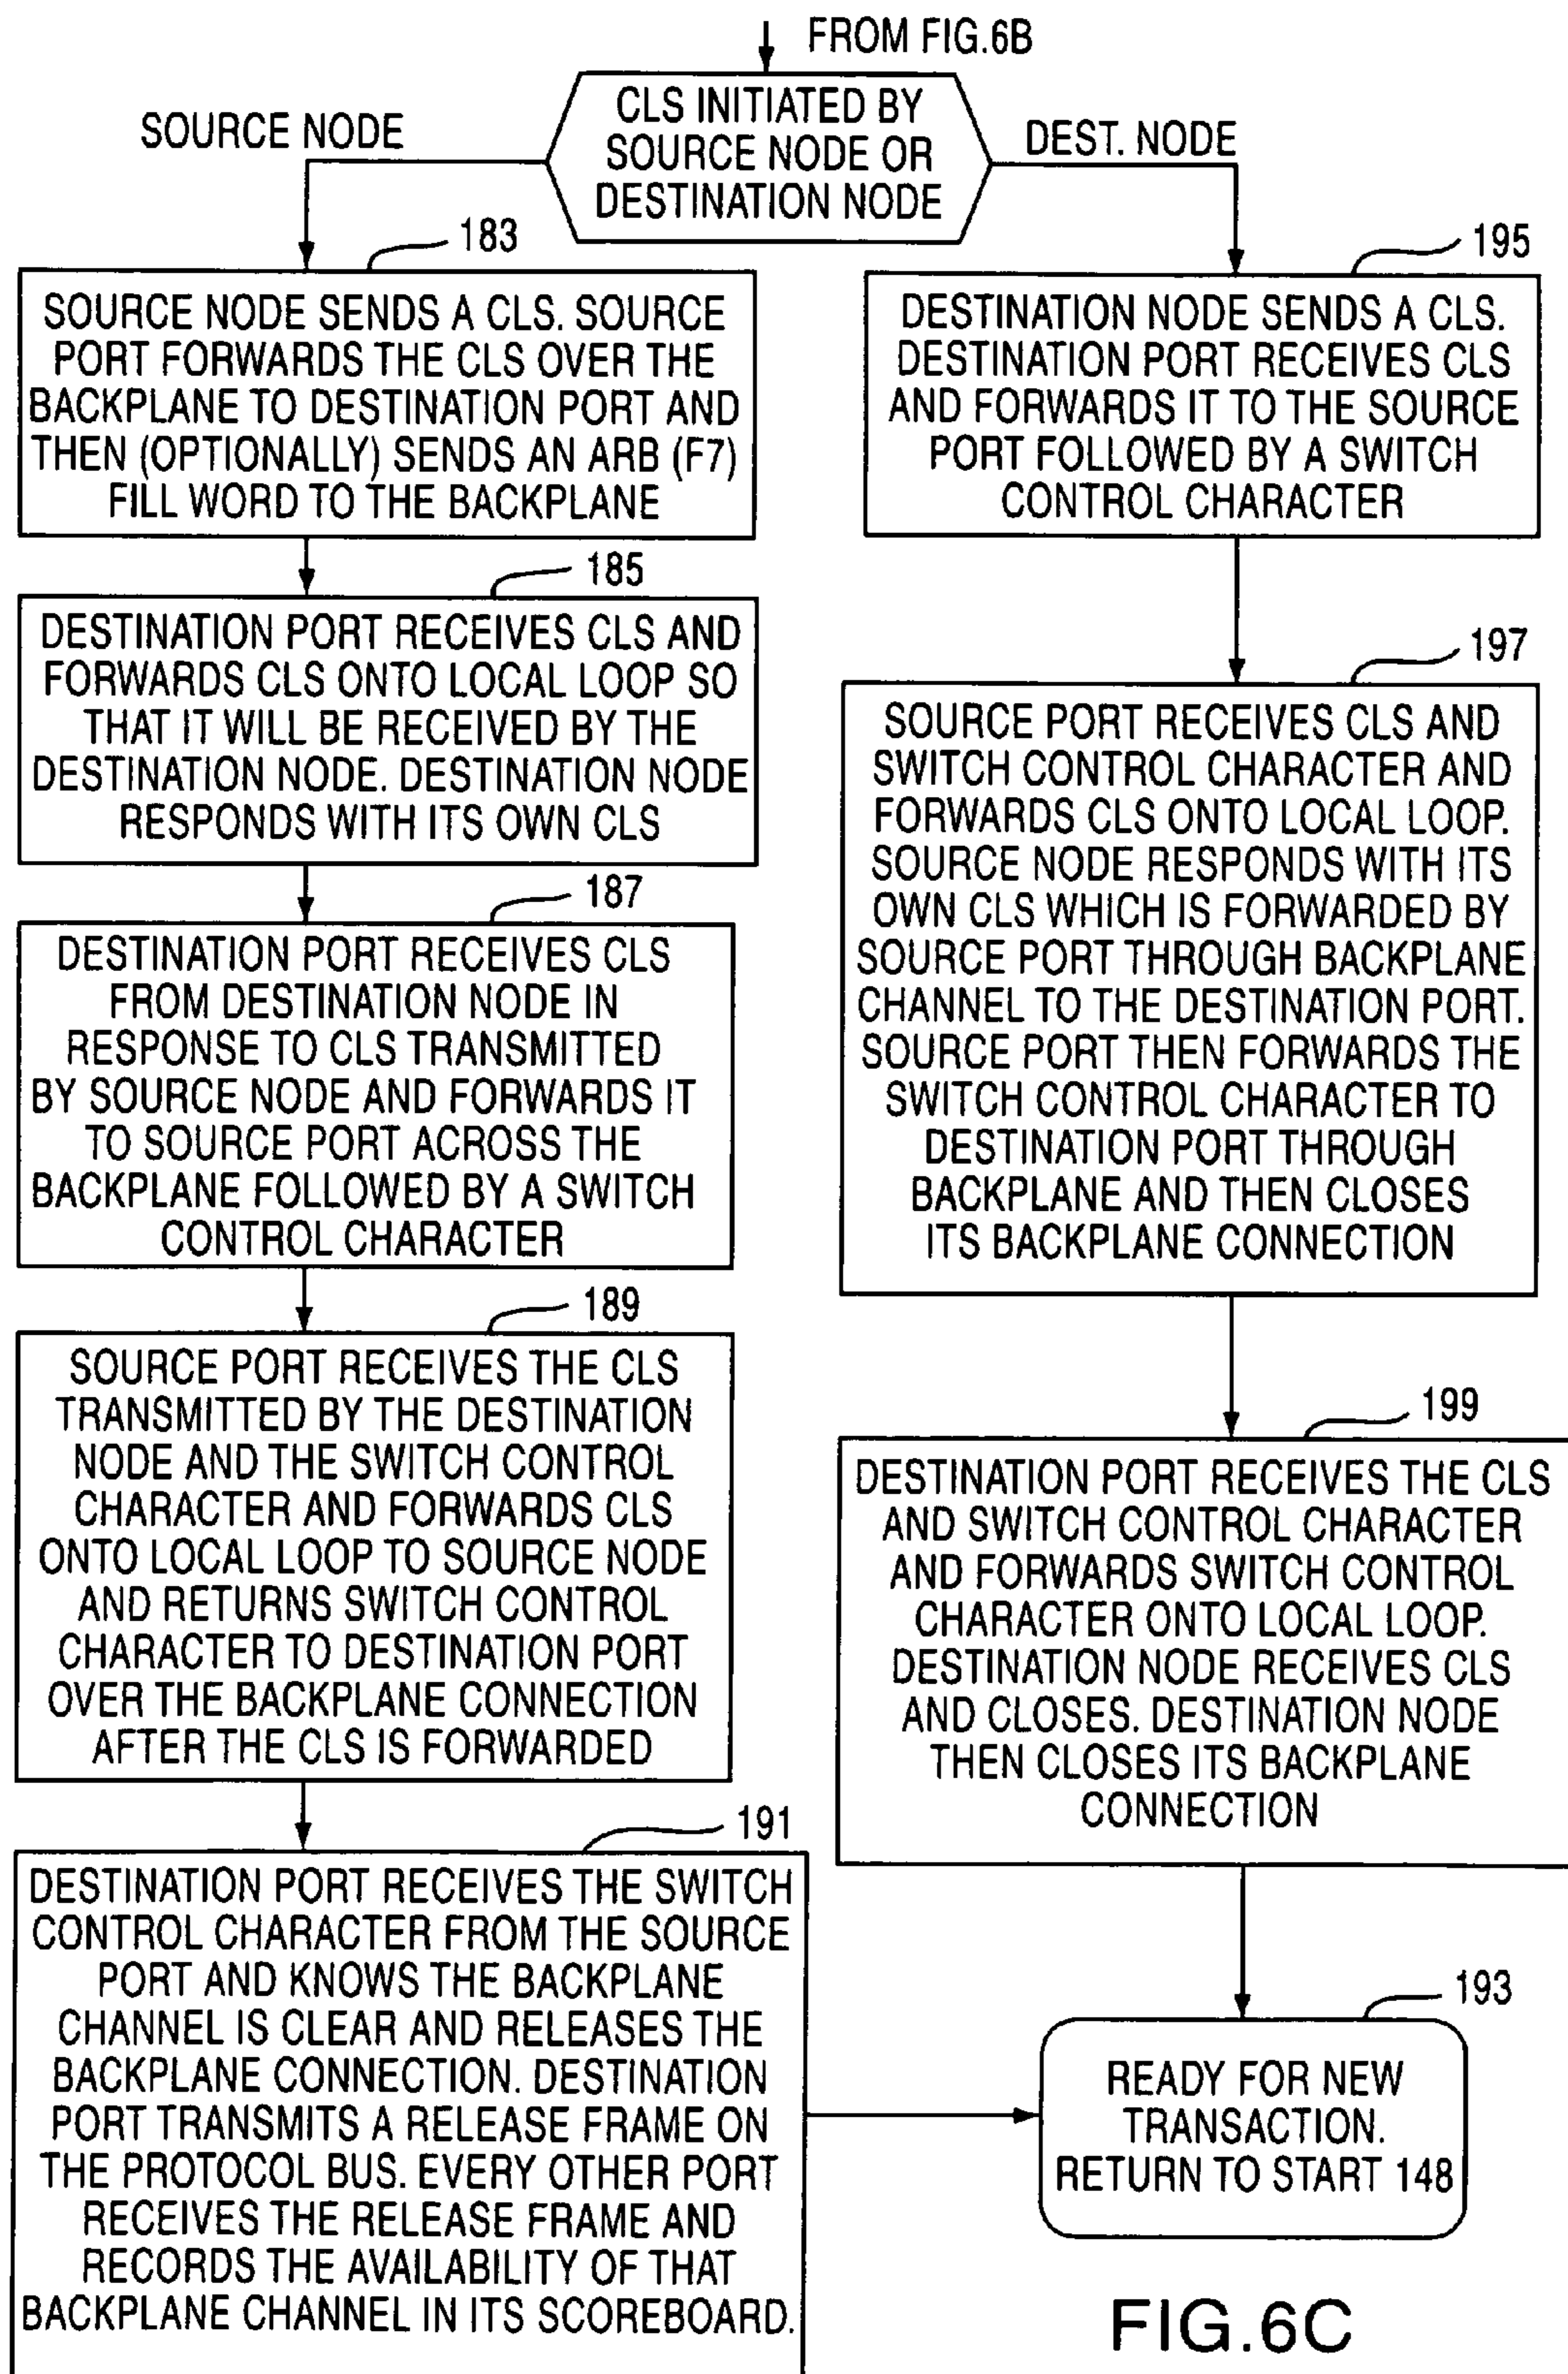 FROM FIG.6B
CLS INITIATED BY
SOURCE NODE OR
DESTINATION NODE
SOURCE NODE
DEST. NODE
183
SOURCE NODE SENDS A CLS. SOURCE
PORT FORWARDS THE CLS OVER THE
BACKPLANE TO DESTINATION PORT AND
THEN (OPTIONALLY) SENDS AN ARB (F7)
FILL WORD TO THE BACKPLANE
185
DESTINATION PORT RECEIVES CLS AND
FORWARDS CLS ONTO LOCAL LOOP SO
THAT IT WILL BE RECEIVED BY THE
DESTINATION NODE. DESTINATION NODE
RESPONDS WITH ITS OWN CLS
187
DESTINATION PORT RECEIVES CLS
FROM DESTINATION NODE IN
RESPONSE TO CLS TRANSMITTED
BY SOURCE NODE AND FORWARDS IT
TO SOURCE PORT ACROSS THE
BACKPLANE FOLLOWED BY A SWITCH
CONTROL CHARACTER
189
SOURCE PORT RECEIVES THE CLS
TRANSMITTED BY THE DESTINATION
NODE AND THE SWITCH CONTROL
CHARACTER AND FORWARDS CLS
ONTO LOCAL LOOP TO SOURCE NODE
AND RETURNS SWITCH CONTROL
CHARACTER TO DESTINATION PORT
OVER THE BACKPLANE CONNECTION
AFTER THE CLS IS FORWARDED
191
DESTINATION PORT RECEIVES THE SWITCH
CONTROL CHARACTER FROM THE SOURCE
PORT AND KNOWS THE BACKPLANE
CHANNEL IS CLEAR AND RELEASES THE
BACKPLANE CONNECTION. DESTINATION
PORT TRANSMITS A RELEASE FRAME ON
THE PROTOCOL BUS. EVERY OTHER PORT
RECEIVES THE RELEASE FRAME AND
RECORDS THE AVAILABILITY OF THAT
BACKPLANE CHANNEL IN ITS SCOREBOARD.
195
DESTINATION NODE SENDS A CLS.
DESTINATION PORT RECEIVES CLS
AND FORWARDS IT TO THE SOURCE
PORT FOLLOWED BY A SWITCH
CONTROL CHARACTER
197
SOURCE PORT RECEIVES CLS AND
SWITCH CONTROL CHARACTER AND
FORWARDS CLS ONTO LOCAL LOOP.
SOURCE NODE RESPONDS WITH ITS
OWN CLS WHICH IS FORWARDED BY
SOURCE PORT THROUGH BACKPLANE
CHANNEL TO THE DESTINATION PORT.
SOURCE PORT THEN FORWARDS THE
SWITCH CONTROL CHARACTER TO
DESTINATION PORT THROUGH
BACKPLANE AND THEN CLOSES
ITS BACKPLANE CONNECTION
199
DESTINATION PORT RECEIVES THE CLS
AND SWITCH CONTROL CHARACTER
AND FORWARDS SWITCH CONTROL
CHARACTER ONTO LOCAL LOOP.
DESTINATION NODE RECEIVES CLS
AND CLOSES. DESTINATION NODE
THEN CLOSES ITS BACKPLANE
CONNECTION
193
READY FOR NEW
TRANSACTION.
RETURN TO START 148
FIG.6C